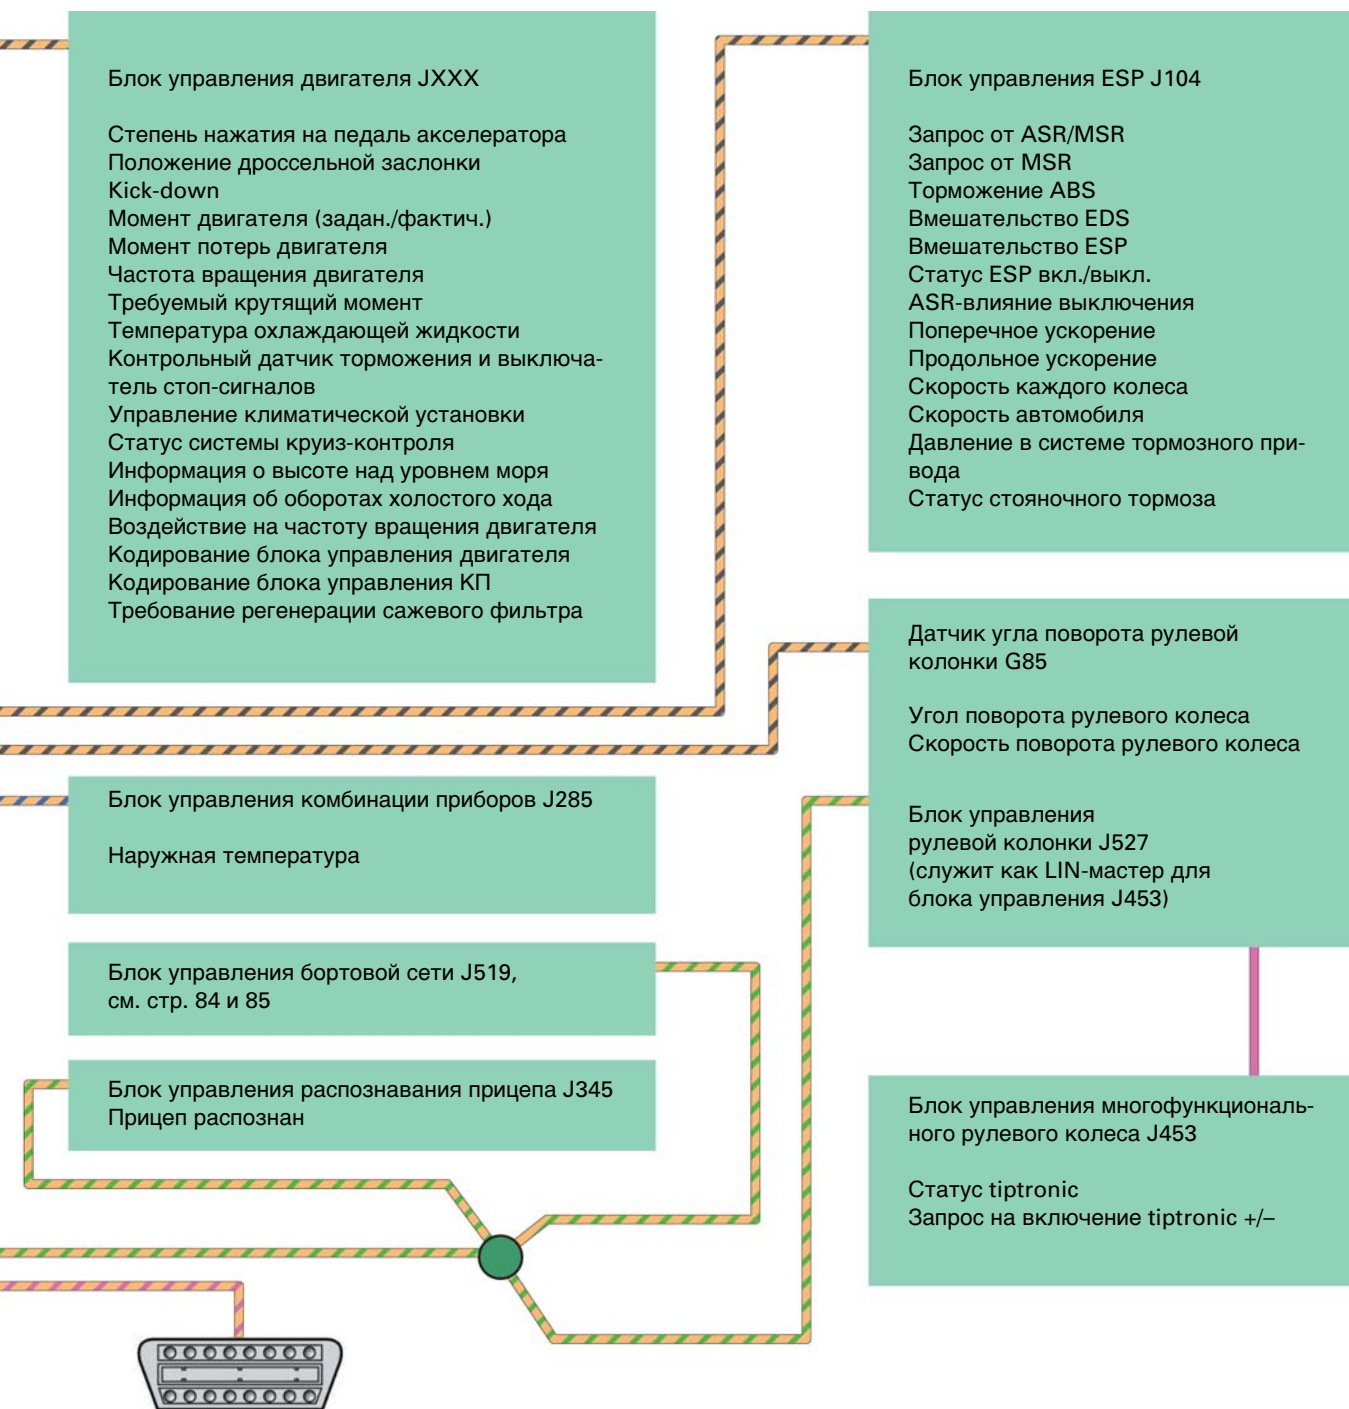 Блок управления двигателя JXXX
Степень нажатия на педаль акселератора
Положение дроссельной заслонки
Kick-down
Момент двигателя (задан./фактич.)
Момент потерь двигателя
Частота вращения двигателя
Требуемый крутящий момент
Температура охлаждающей жидкости
Контрольный датчик торможения и выключа-
тель стоп-сигналов
Управление климатической установки
Статус системы круиз-контроля
Информация о высоте над уровнем моря
Информация об оборотах холостого хода
Воздействие на частоту вращения двигателя
Кодирование блока управления двигателя
Кодирование блока управления КП
Требование регенерации сажевого фильтра
Блок управления комбинации приборов J285
Наружная температура
Блок управления бортовой сети J519,
см. стр. 84 и 85
Блок управления распознавания прицепа J345
Прицеп распознан
Блок управления ESP J104
Запрос от ASR/MSR
Запрос от MSR
Торможение ABS
Вмешательство EDS
Вмешательство ESP
Статус ESP вкл./выкл.
ASR-влияние выключения
Поперечное ускорение
Продольное ускорение
Скорость каждого колеса
Скорость автомобиля
Давление в системе тормозного при-
вода
Статус стояночного тормоза
Датчик угла поворота рулевой
колонки G85
Угол поворота рулевого колеса
Скорость поворота рулевого колеса
Блок управления
рулевой колонки J527
(служит как LIN-мастер для
блока управления J453)
Блок управления многофункциональ-
ного рулевого колеса J453
Статус tiptronic
Запрос на включение tiptronic +/–